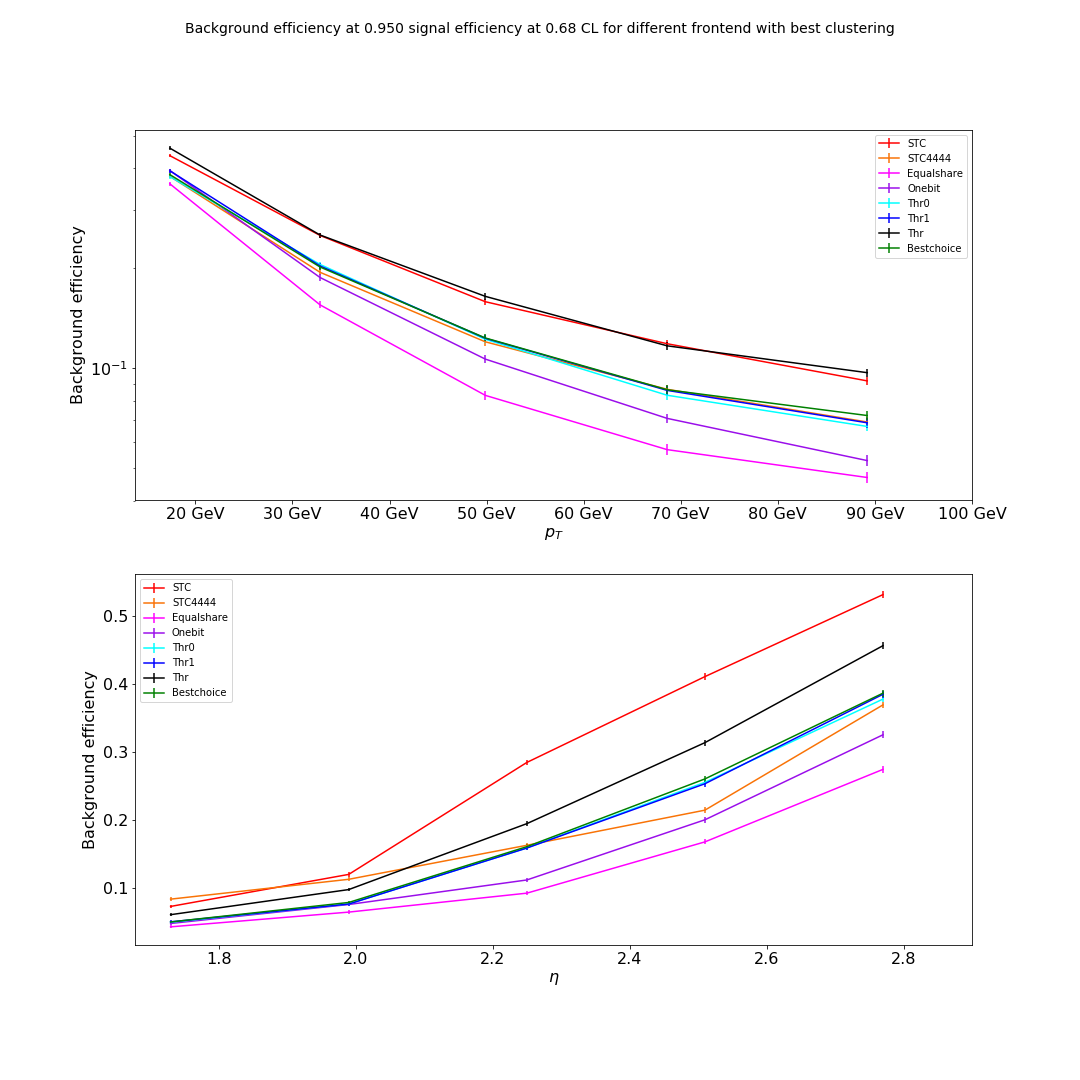 Background efficiency at 0.950 signal efficiency at 0.68 CL for different frontend with best clustering
Background efficiency
10⁻¹
STC
STC4444
Equalshare
Onebit
Thr0
Thr1
Thr
Bestchoice
20 GeV 30 GeV 40 GeV 50 GeV 60 GeV 70 GeV 80 GeV 90 GeV 100 GeV
p_T
Background efficiency
0.5
0.4
0.3
0.2
0.1
STC
STC4444
Equalshare
Onebit
Thr0
Thr1
Thr
Bestchoice
1.8 2.0 2.2 2.4 2.6 2.8
η